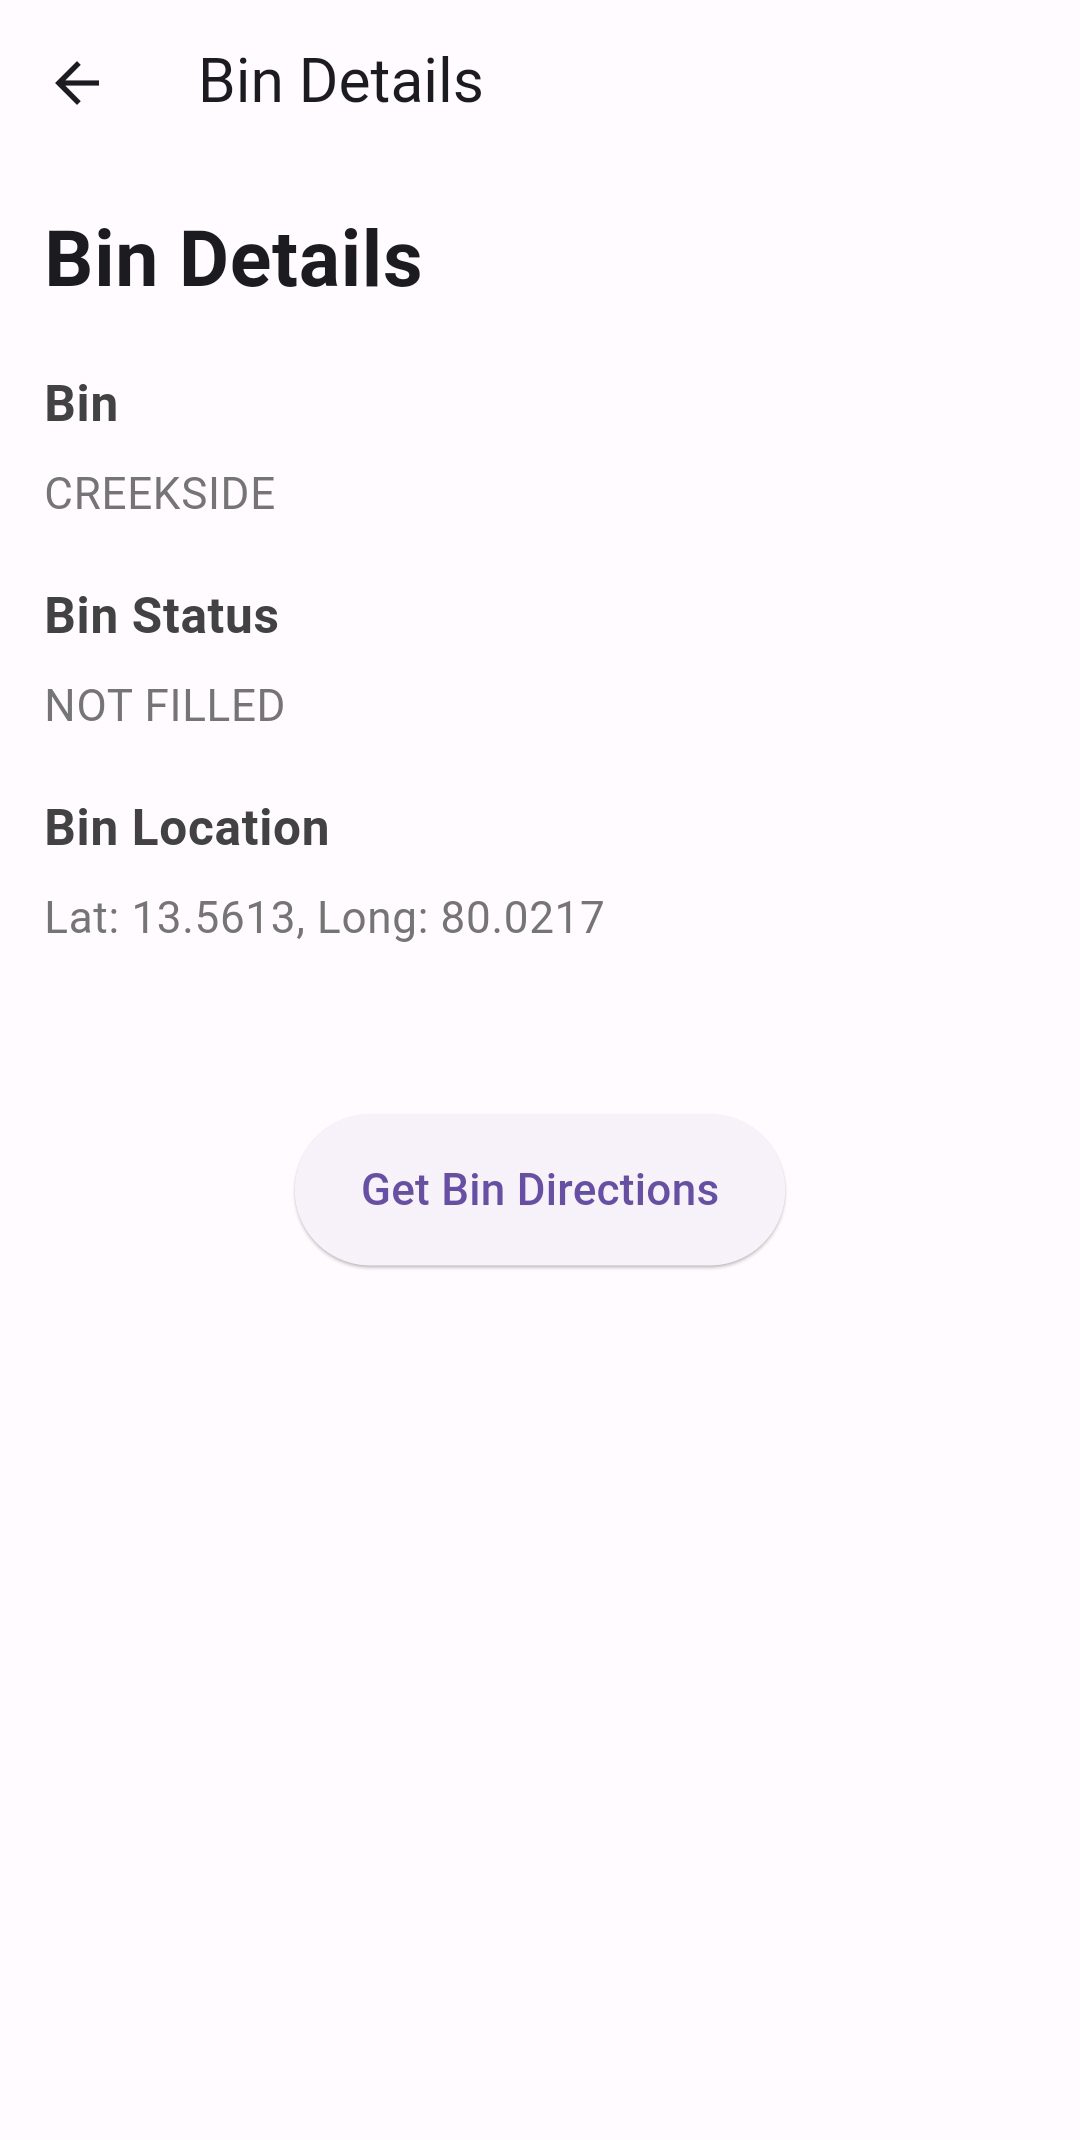 Bin Details
Bin Details
Bin
CREEKSIDE
Bin Status
NOT FILLED
Bin Location
Lat: 13.5613, Long: 80.0217
Get Bin Directions